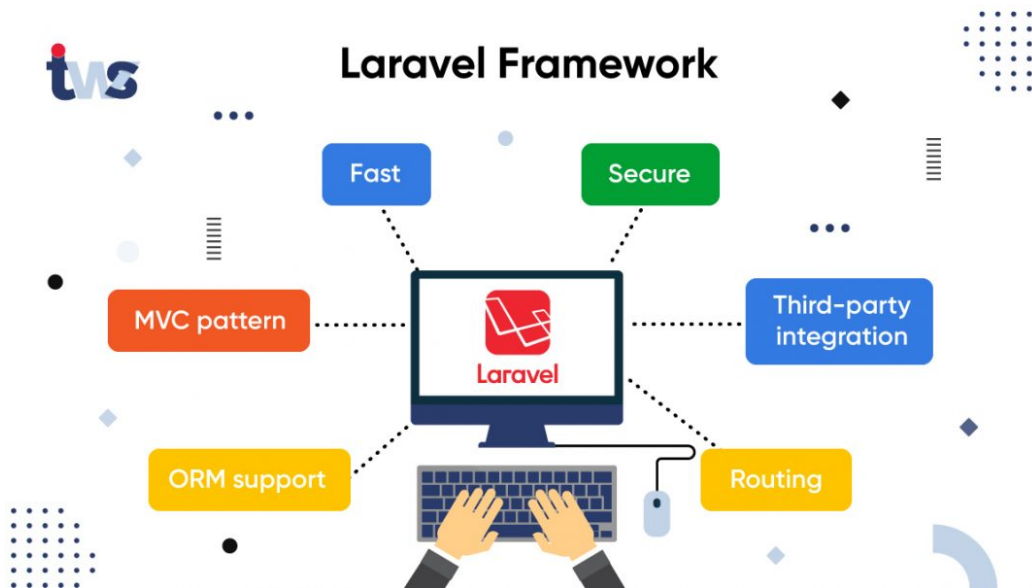 tws
Laravel Framework
Fast
Secure
MVC pattern
Third-party
integration
Laravel
ORM support
Routing